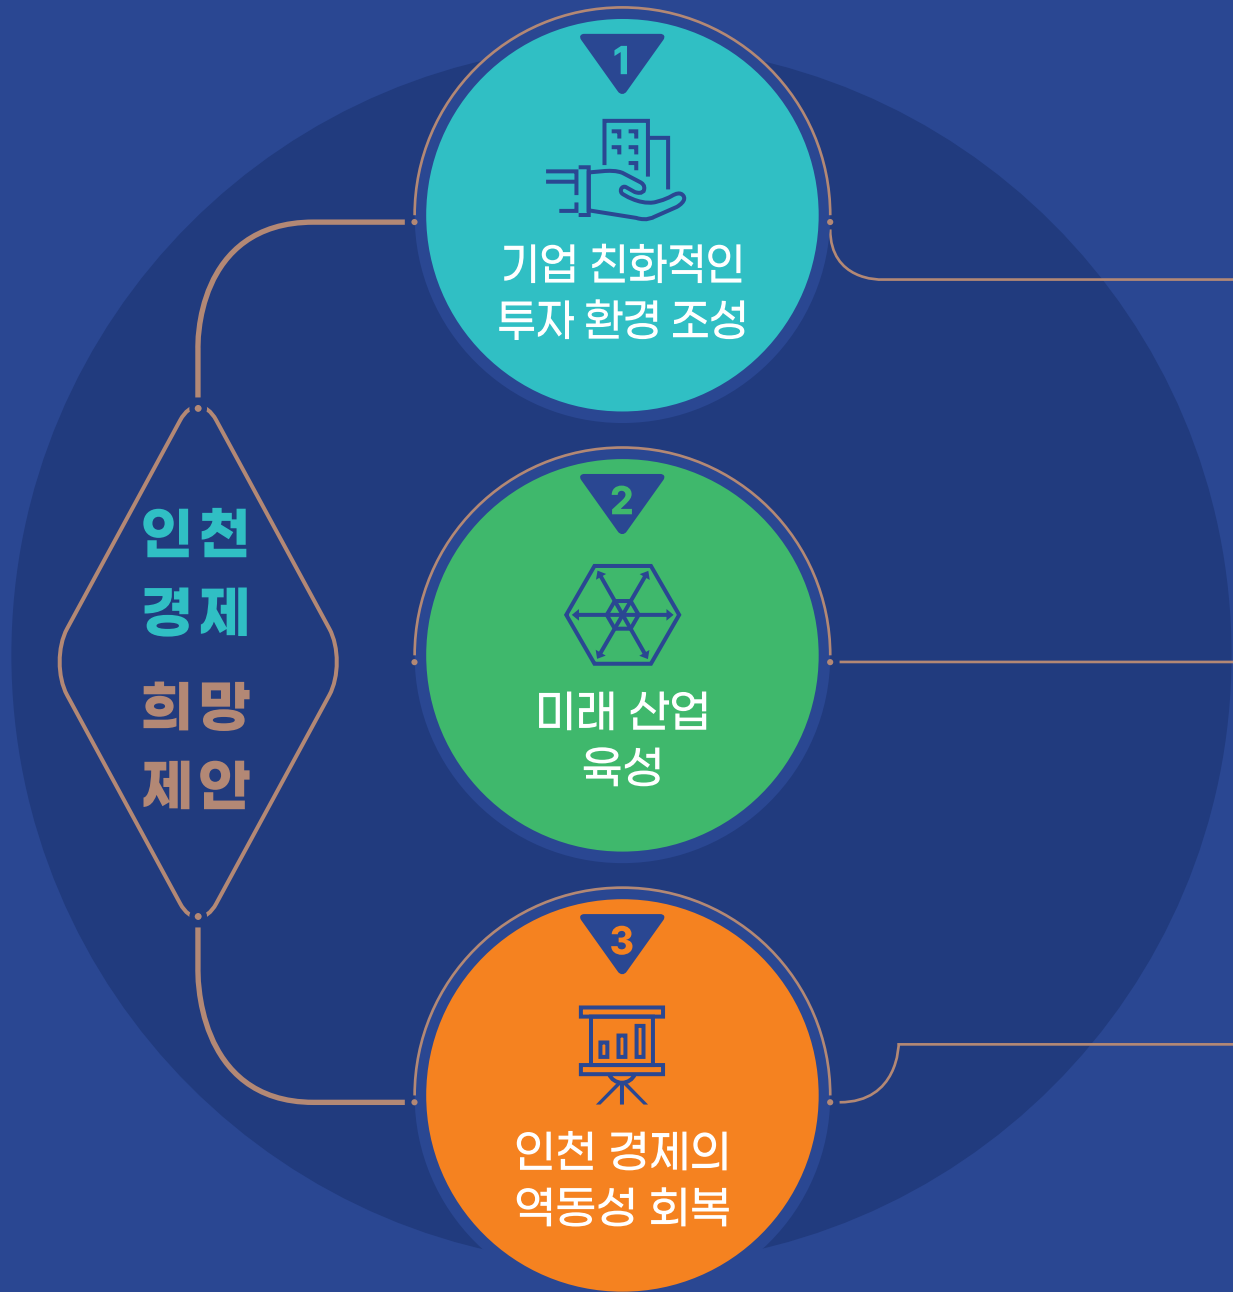 인천
경제
희망
제안
1
기업 친화적인
투자 환경 조성
2
미래 산업
육성
3
인천 경제의
역동성 회복